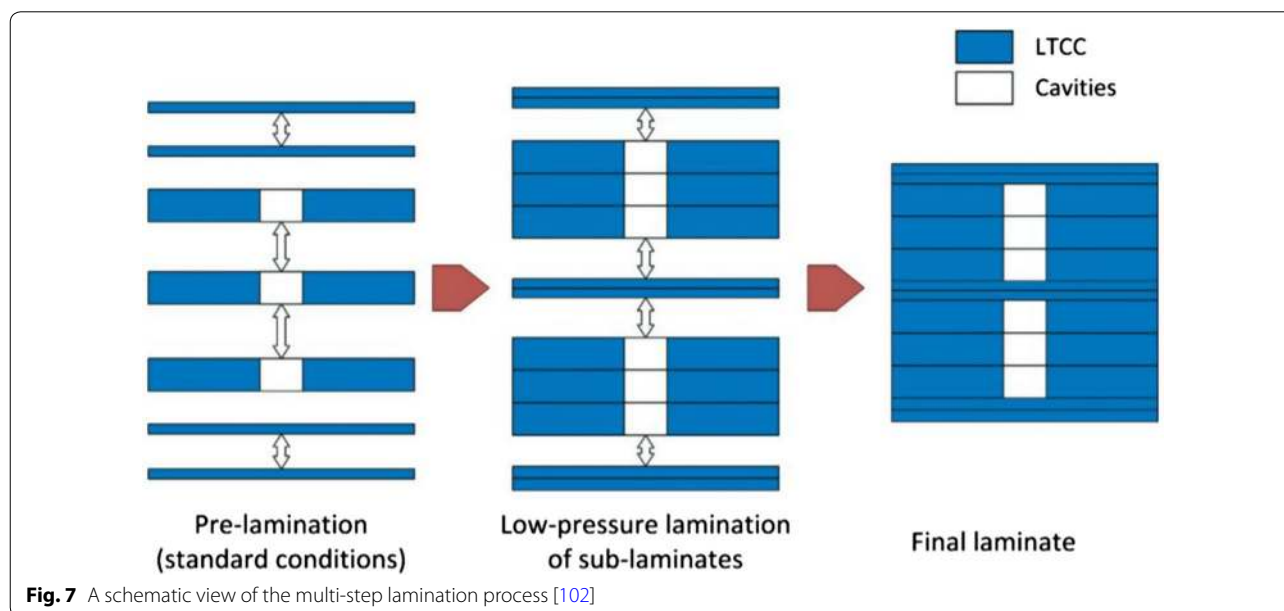 LTCC
Cavities
Pre-lamination
(standard conditions)
Low-pressure lamination
of sub-laminates
Final laminate
Fig. 7 A schematic view of the multi-step lamination process [102]